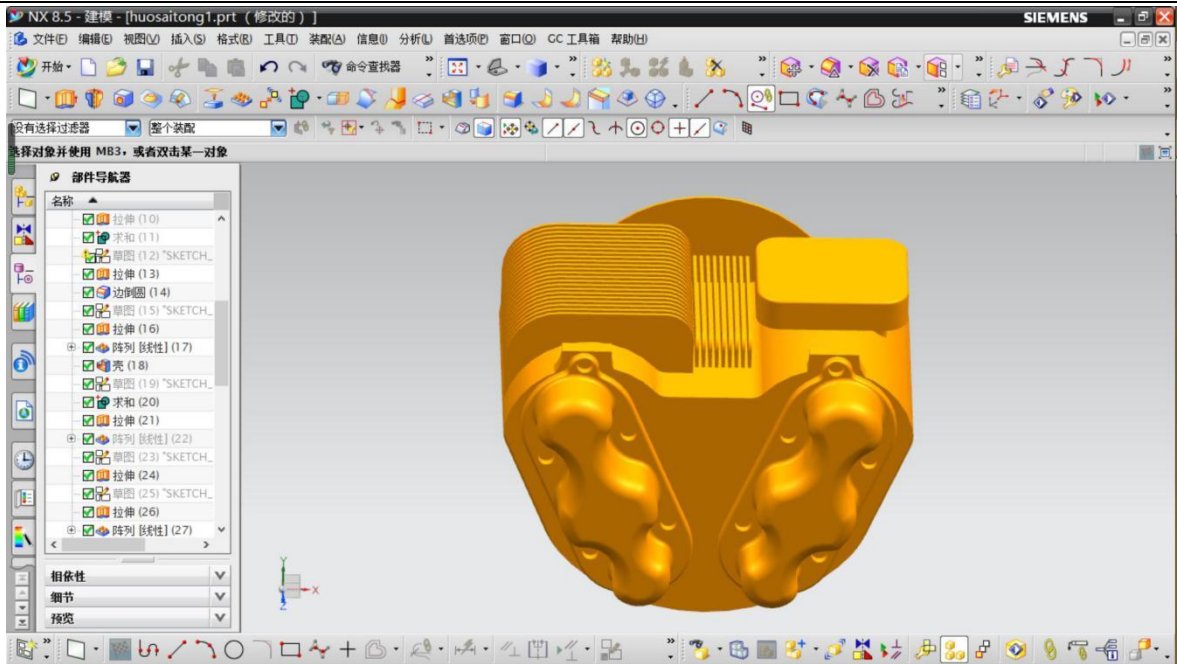 NX 8.5 - 建模 - [huosaitong1.prt （修改的）]
SIEMENS
文件(F) 编辑(E) 视图(V) 插入(S) 格式(R) 工具(T) 装配(A) 信息(I) 分析(L) 首选项(P) 窗口(O) GC 工具箱 帮助(H)
开始
命令查找器
没有选择过滤器
整个装配
选择对象并使用 MB3，或者双击某一对象
部件导航器
名称
拉伸 (10)
求和 (11)
草图 (12) "SKETCH_
拉伸 (13)
边倒圆 (14)
草图 (15) "SKETCH_
拉伸 (16)
阵列 [线性] (17)
壳 (18)
草图 (19) "SKETCH_
求和 (20)
拉伸 (21)
阵列 [线性] (22)
草图 (23) "SKETCH_
拉伸 (24)
草图 (25) "SKETCH_
拉伸 (26)
阵列 [线性] (27)
相依性
细节
预览
Y
X
Z